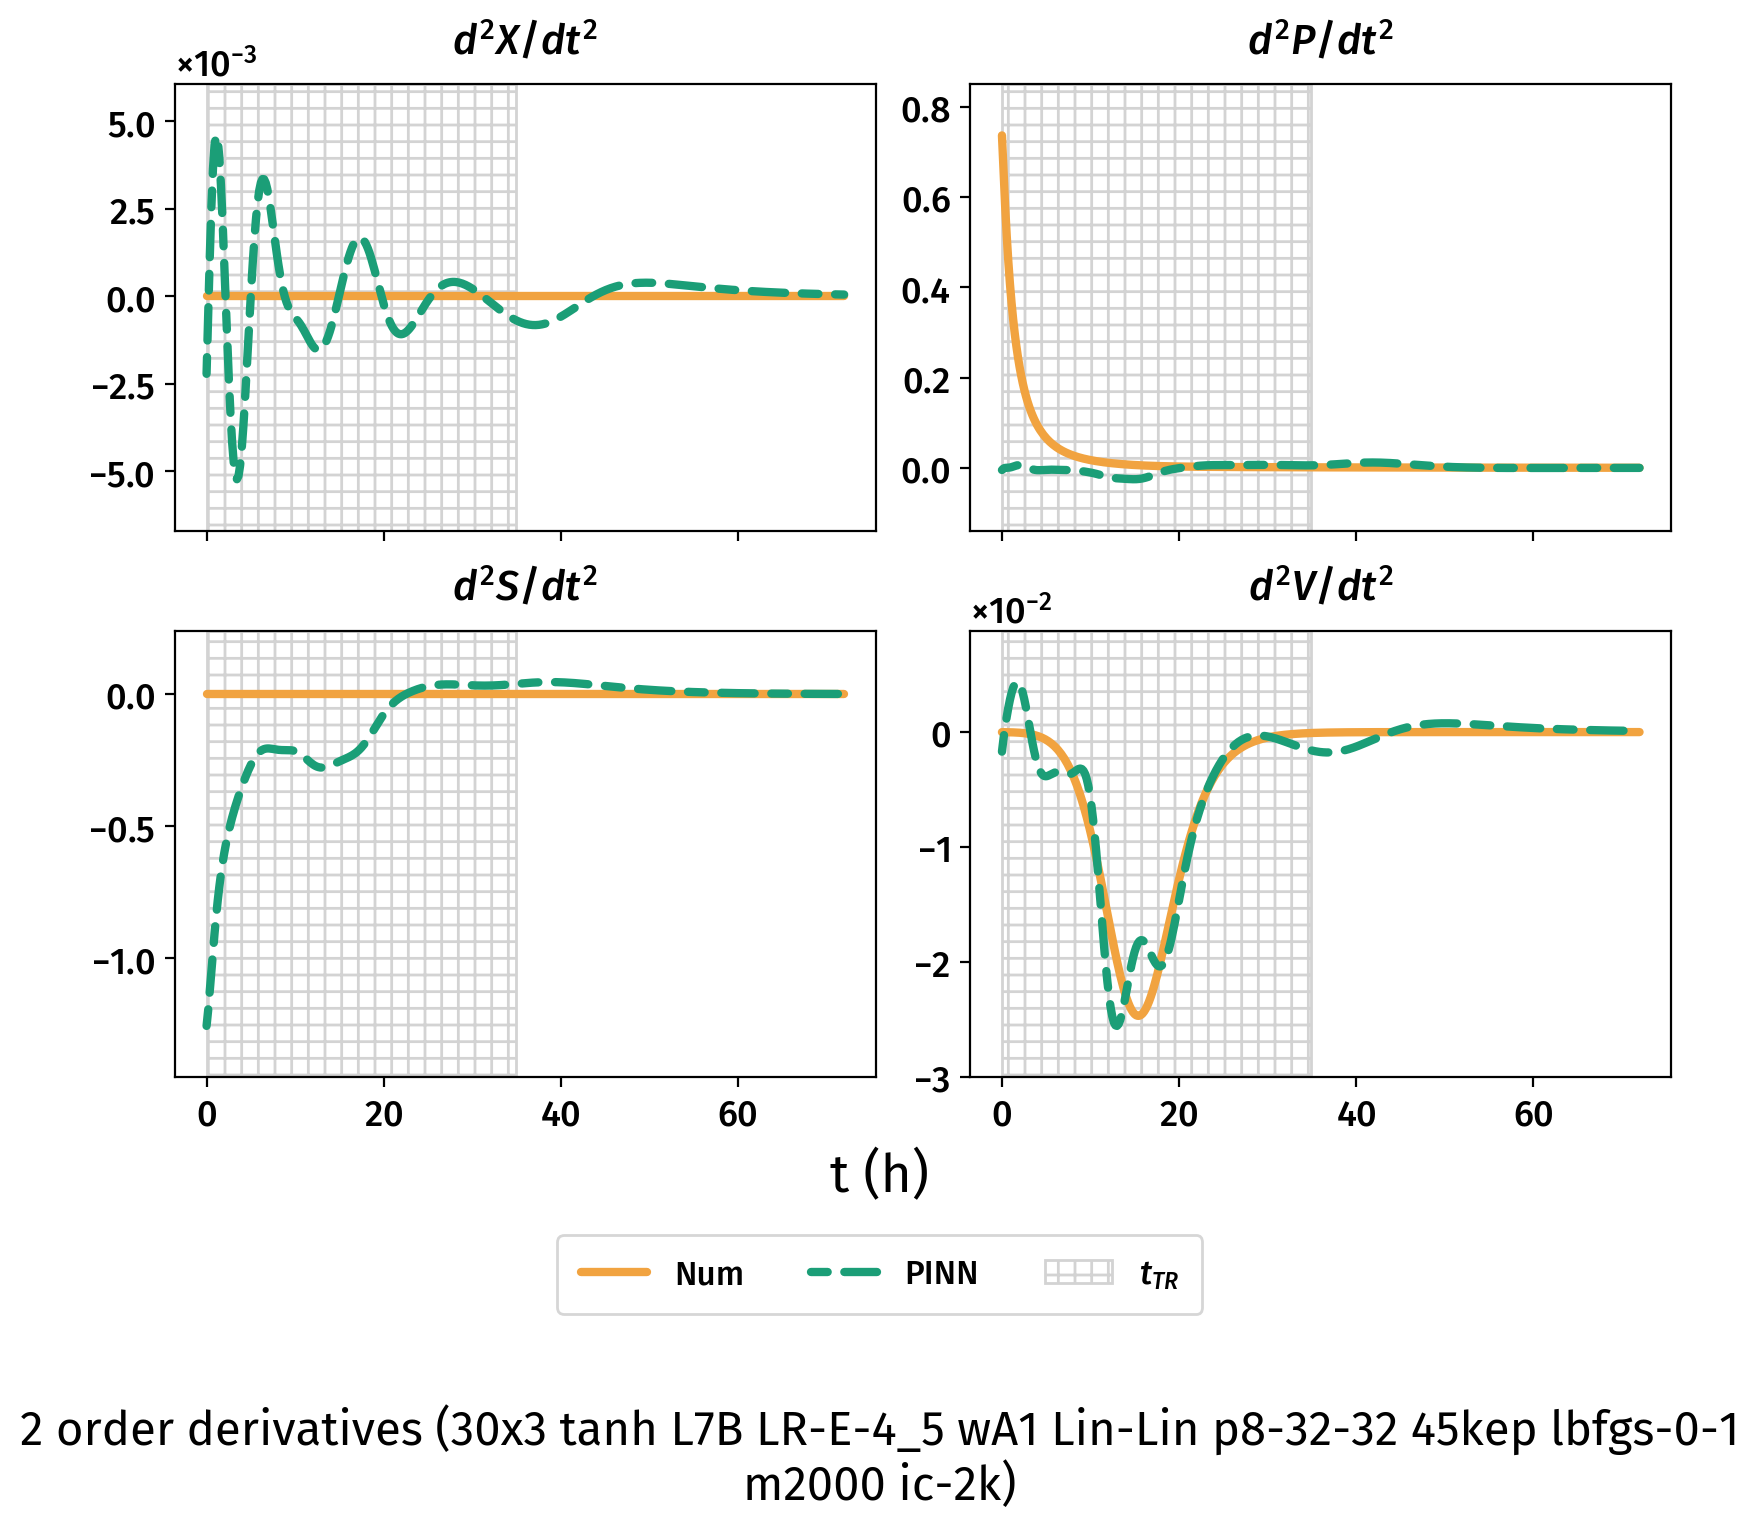 d²X/dt²
×10⁻³
5.0
2.5
0.0
−2.5
−5.0
d²P/dt²
0.8
0.6
0.4
0.2
0.0
d²S/dt²
0.0
−0.5
−1.0
0
20
40
60
d²V/dt²
×10⁻²
0
−1
−2
−3
0
20
40
60
t (h)
Num
PINN
t_TR
2 order derivatives (30x3 tanh L7B LR-E-4_5 wA1 Lin-Lin p8-32-32 45kep lbfgs-0-1
m2000 ic-2k)